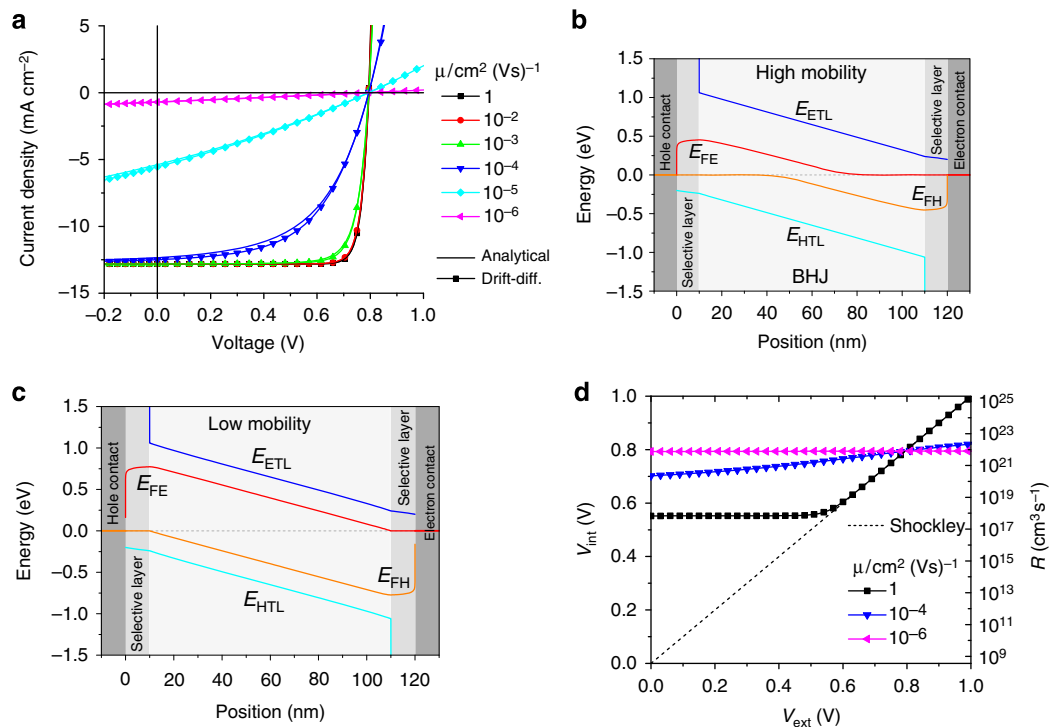 a
Current density (mA cm–2)
5
0
–5
–10
–15
–0.2
0.0
0.2
0.4
0.6
0.8
1.0
Voltage (V)
μ/cm2 (Vs)–1
1
10–2
10–3
10–4
10–5
10–6
Analytical
Drift-diff.
b
Energy (eV)
1.5
1.0
0.5
0.0
–0.5
–1.0
–1.5
Hole contact
Selective layer
High mobility
EETL
EFE
EFH
EHTL
BHJ
Selective layer
Electron contact
0
20
40
60
80
100
120
Position (nm)
c
Energy (eV)
1.5
1.0
0.5
0.0
–0.5
–1.0
–1.5
Hole contact
Selective layer
Low mobility
EETL
EFE
EFH
EHTL
Selective layer
Electron contact
0
20
40
60
80
100
120
Position (nm)
d
Vint (V)
1.0
0.8
0.6
0.4
0.2
0.0
0.0
0.2
0.4
0.6
0.8
1.0
Vext (V)
Shockley
μ/cm2 (Vs)–1
1
10–4
10–6
1025
1023
1021
1019
1017
1015
1013
1011
109
R (cm3 s–1)